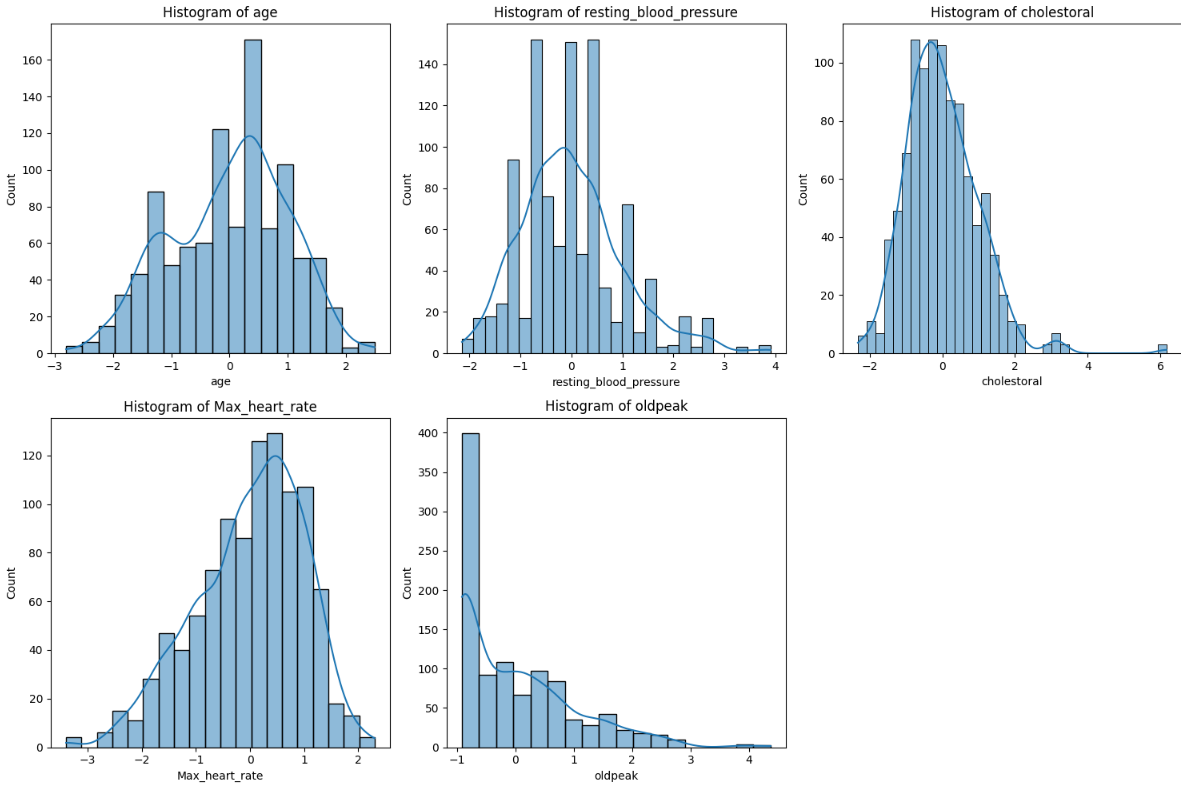 Histogram of age
Count
160
140
120
100
80
60
40
20
0
−3 −2 −1 0 1 2
age
Histogram of resting_blood_pressure
Count
140
120
100
80
60
40
20
0
−2 −1 0 1 2 3 4
resting_blood_pressure
Histogram of cholestoral
Count
100
80
60
40
20
0
−2 0 2 4 6
cholestoral
Histogram of Max_heart_rate
Count
120
100
80
60
40
20
0
−3 −2 −1 0 1 2
Max_heart_rate
Histogram of oldpeak
Count
400
350
300
250
200
150
100
50
0
−1 0 1 2 3 4
oldpeak